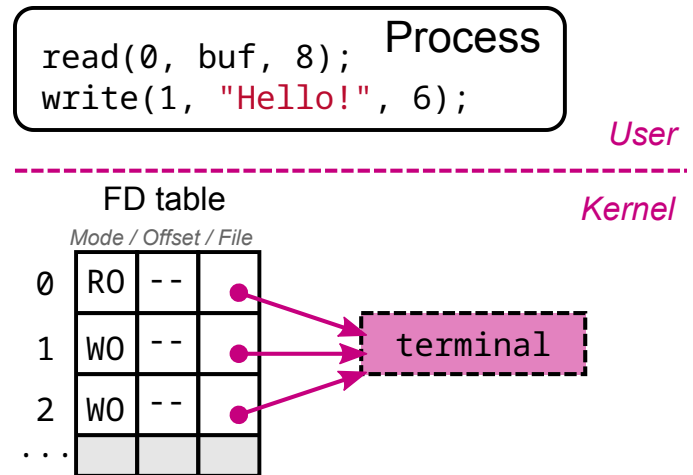 Process
read(0, buf, 8);
write(1, "Hello!", 6);
User
Kernel
FD table
Mode / Offset / File
0 RO --
1 WO --
2 WO --
...
terminal